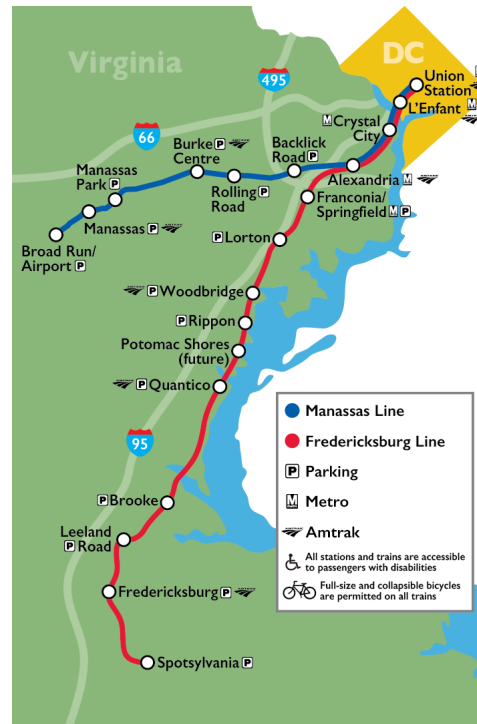 Virginia
DC
495
66
95
Union
Station
L'Enfant M
M Crystal
City
Alexandria M
Backlick
Road P
Burke P
Centre
Rolling P
Road
Manassas
Park P
Manassas P
Broad Run/
Airport P
Franconia/
Springfield M P
P Lorton
P Woodbridge
P Rippon
Potomac Shores
(future)
P Quantico
P Brooke
Leeland
P Road
Fredericksburg P
Spotsylvania P
Manassas Line
Fredericksburg Line
P Parking
M Metro
Amtrak
All stations and trains are accessible
to passengers with disabilities
Full-size and collapsible bicycles
are permitted on all trains